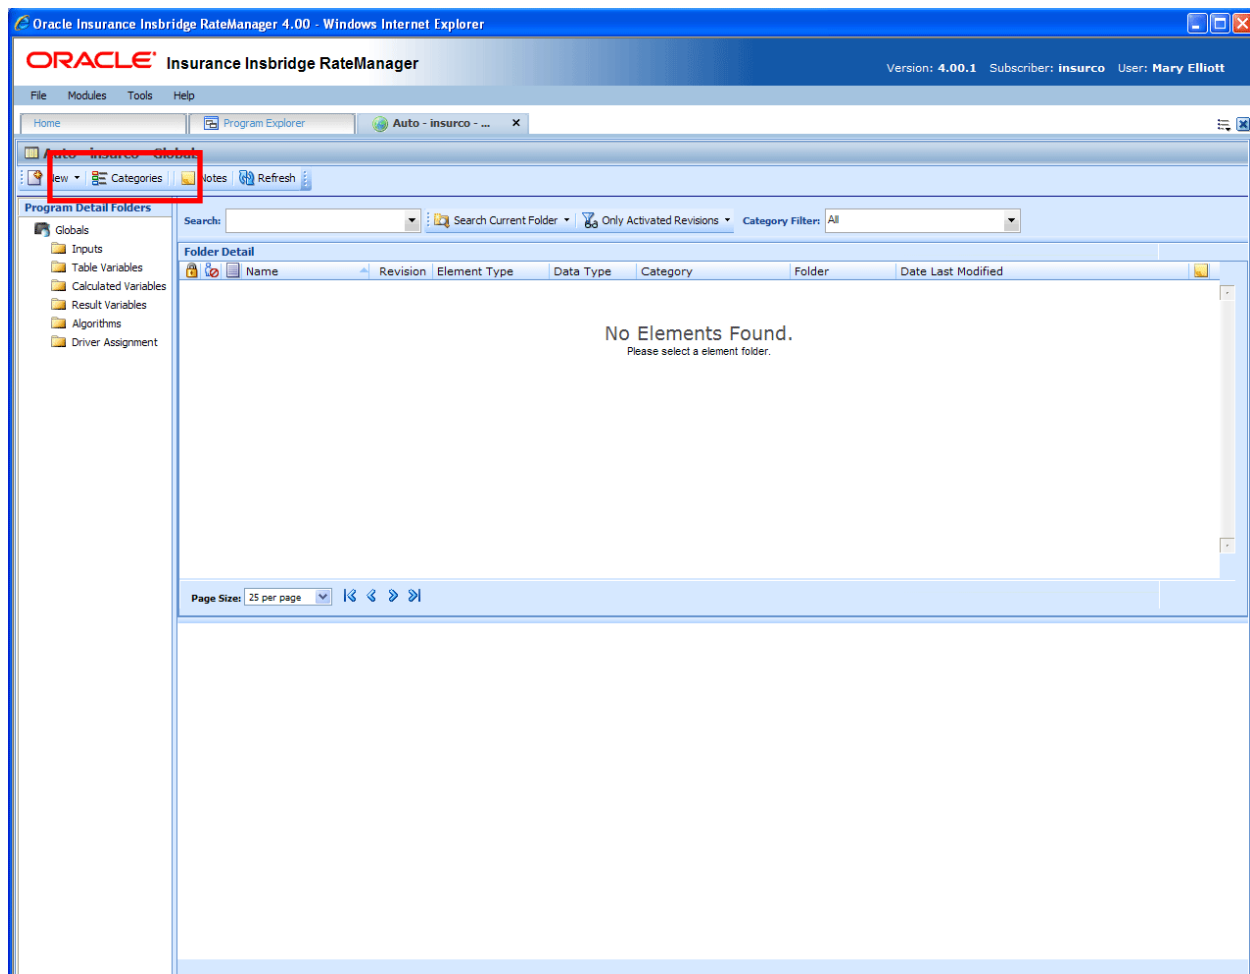 Oracle Insurance Insbridge RateManager 4.00 - Windows Internet Explorer
ORACLE Insurance Insbridge RateManager
Version: 4.00.1 Subscriber: insurco User: Mary Elliott
File Modules Tools Help
Home Program Explorer Auto - insurco - ... X
Auto - insurco - Globals
New Categories Notes Refresh
Program Detail Folders
Globals
Inputs
Table Variables
Calculated Variables
Result Variables
Algorithms
Driver Assignment
Search: Search Current Folder Only Activated Revisions Category Filter: All
Folder Detail
Name Revision Element Type Data Type Category Folder Date Last Modified
No Elements Found.
Please select a element folder.
Page Size: 25 per page